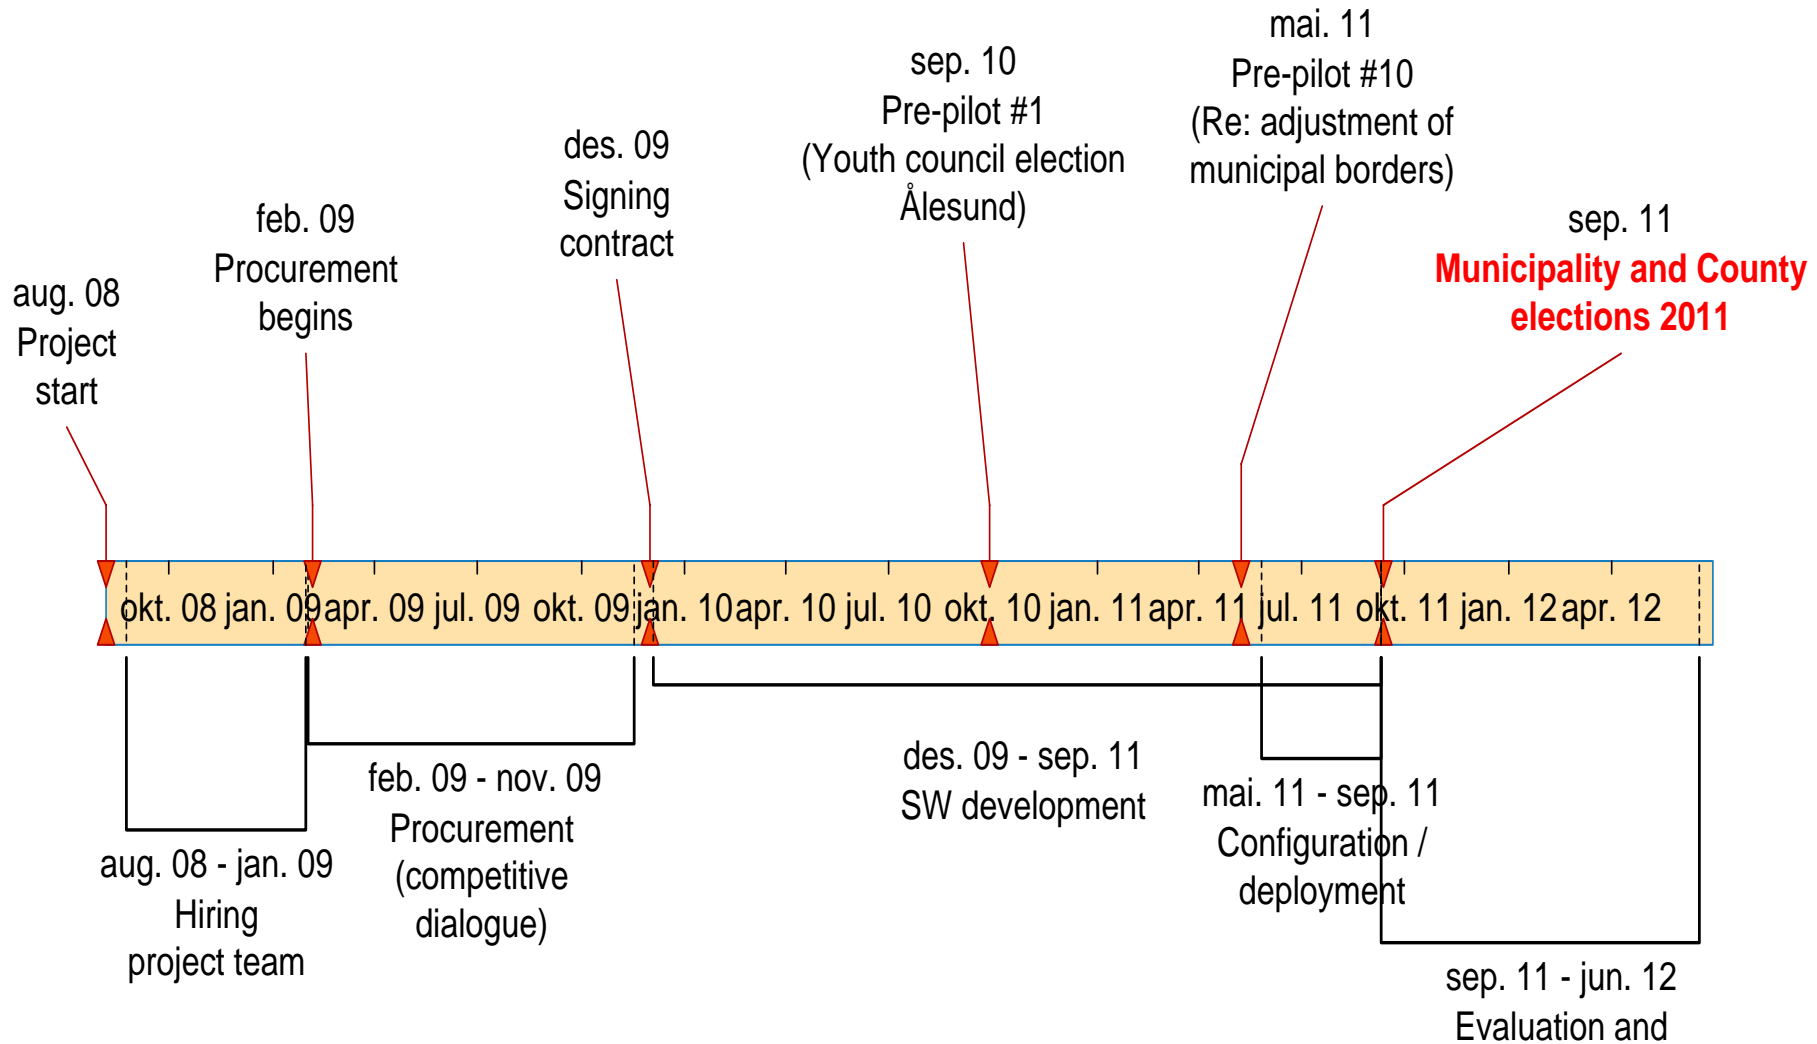 aug. 08
Project
start
feb. 09
Procurement
begins
des. 09
Signing
contract
sep. 10
Pre-pilot #1
(Youth council election
Ålesund)
mai. 11
Pre-pilot #10
(Re: adjustment of
municipal borders)
sep. 11
Municipality and County
elections 2011
okt. 08 jan. 09 apr. 09 jul. 09 okt. 09 jan. 10 apr. 10 jul. 10 okt. 10 jan. 11 apr. 11 jul. 11 okt. 11 jan. 12 apr. 12
aug. 08 - jan. 09
Hiring
project team
feb. 09 - nov. 09
Procurement
(competitive
dialogue)
des. 09 - sep. 11
SW development
mai. 11 - sep. 11
Configuration /
deployment
sep. 11 - jun. 12
Evaluation and